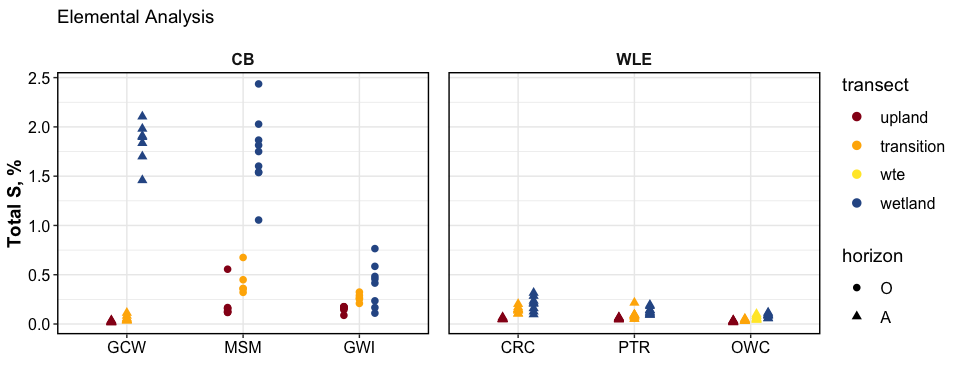 Elemental Analysis
CB
WLE
Total S, %
2.5
2.0
1.5
1.0
0.5
0.0
GCW
MSM
GWI
CRC
PTR
OWC
transect
upland
transition
wte
wetland
horizon
O
A